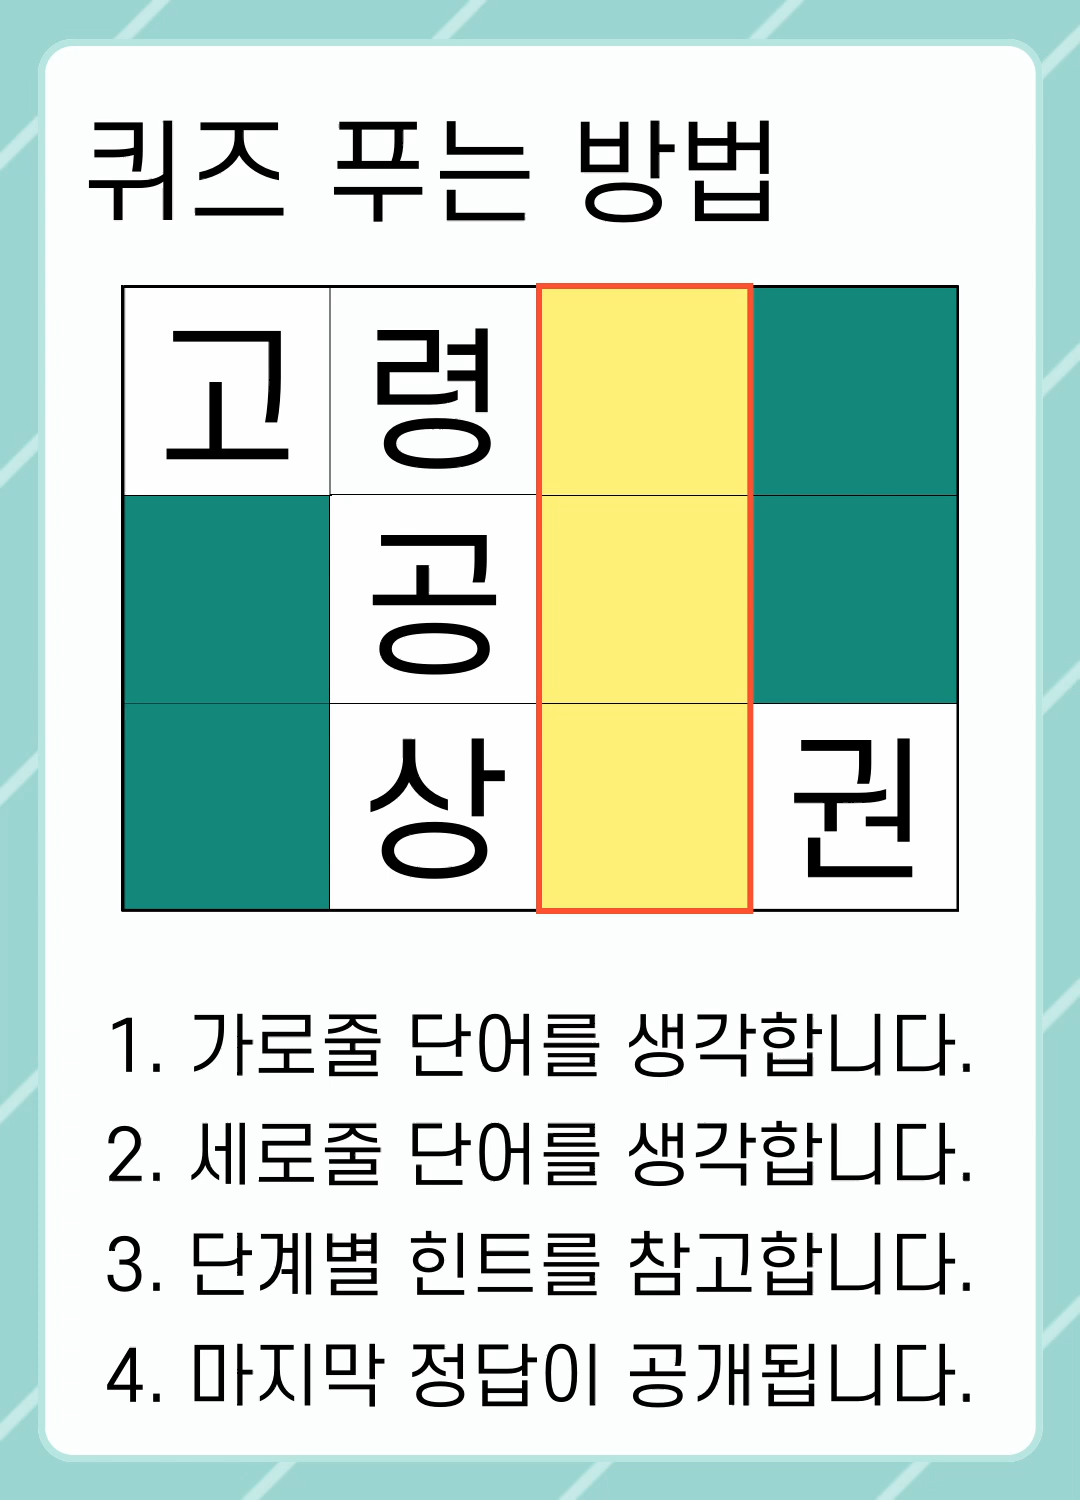 퀴즈 푸는 방법
고 령
공
상 권
1. 가로줄 단어를 생각합니다.
2. 세로줄 단어를 생각합니다.
3. 단계별 힌트를 참고합니다.
4. 마지막 정답이 공개됩니다.